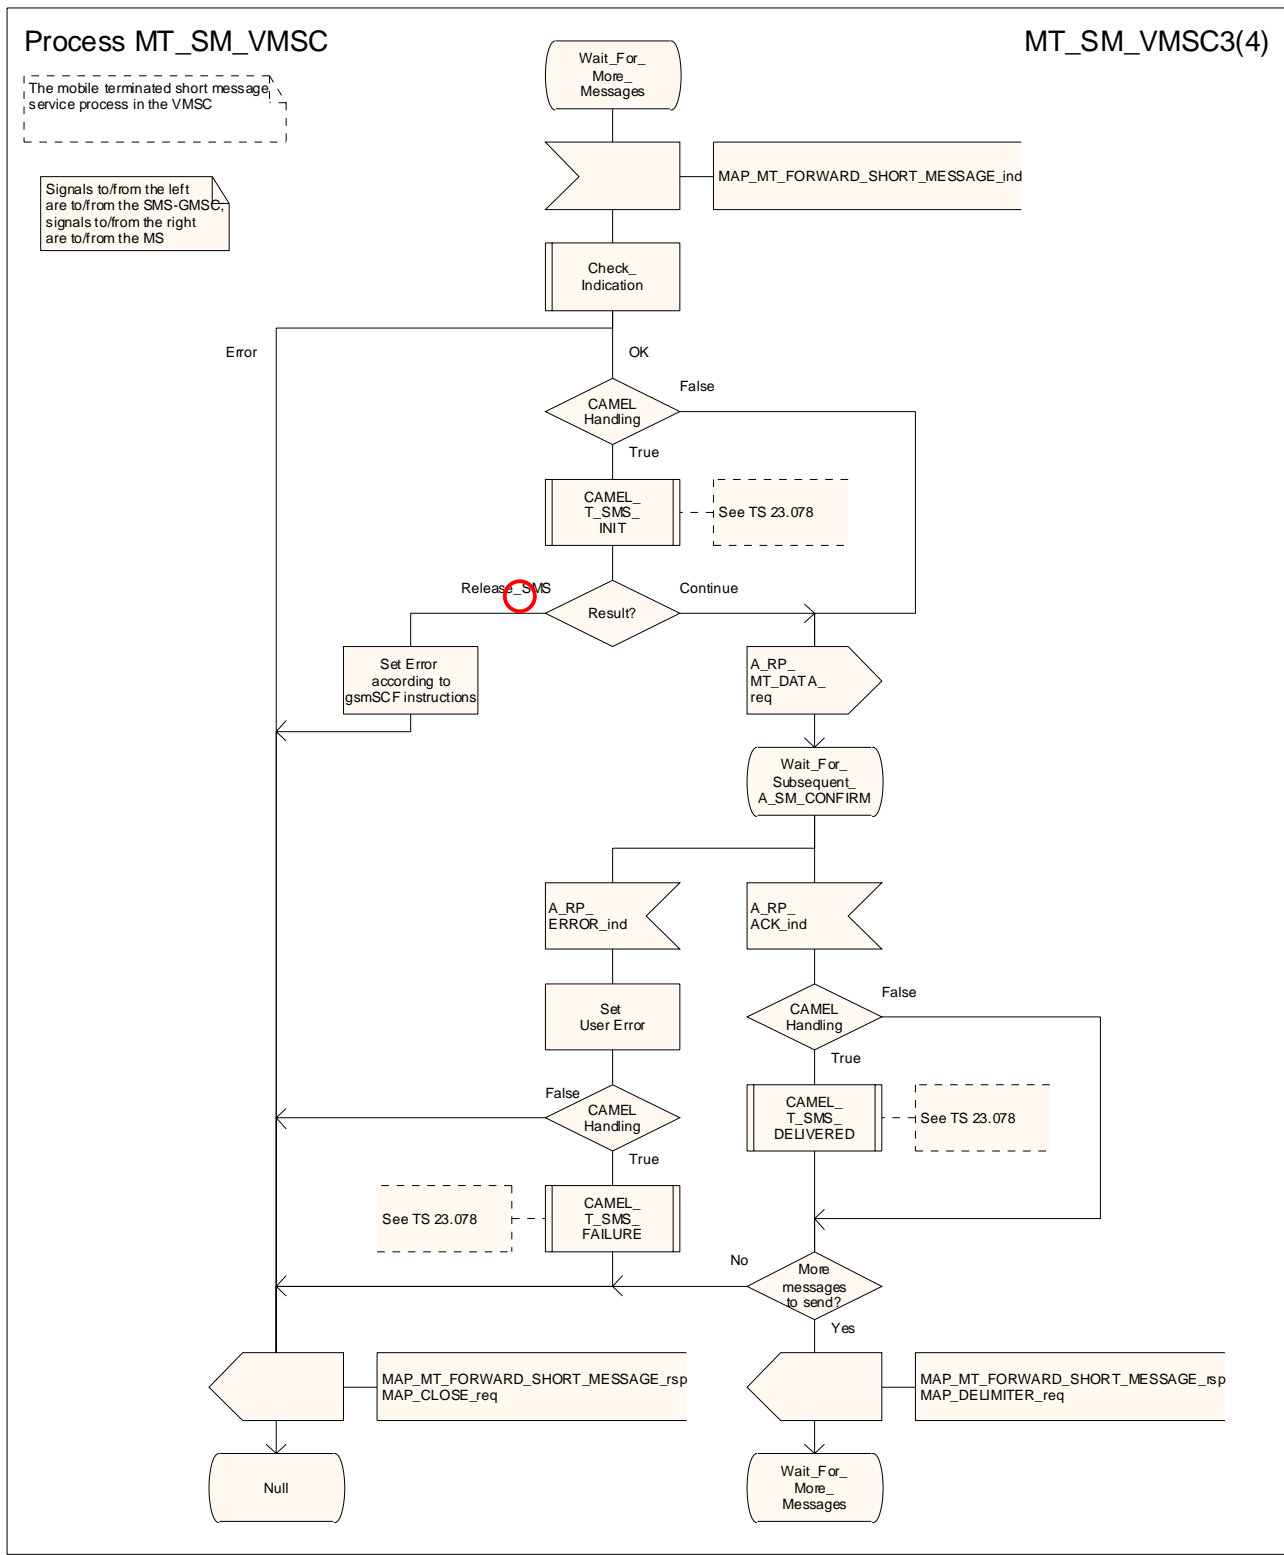 Process MT_SM_VMSC
MT_SM_VMSC3(4)
The mobile terminated short message
service process in the VMSC
Signals to/from the left
are to/from the SMS-GMSC,
signals to/from the right
are to/from the MS
Wait_For_
More_
Messages
MAP_MT_FORWARD_SHORT_MESSAGE_ind
Check_
Indication
Error
OK
CAMEL
Handling
False
True
CAMEL_
T_SMS_
INIT
See TS 23.078
Release_SMS
Result?
Continue
Set Error
according to
gsmSCF instructions
A_RP_
MT_DATA_
req
Wait_For_
Subsequent_
A_SM_CONFIRM
A_RP_
ERROR_ind
A_RP_
ACK_ind
Set
User Error
CAMEL
Handling
False
True
False
CAMEL
Handling
True
CAMEL_
T_SMS_
DELIVERED
See TS 23.078
See TS 23.078
CAMEL_
T_SMS_
FAILURE
No
More
messages
to send?
Yes
MAP_MT_FORWARD_SHORT_MESSAGE_rsp
MAP_CLOSE_req
MAP_MT_FORWARD_SHORT_MESSAGE_rsp
MAP_DELIMITER_req
Null
Wait_For_
More_
Messages